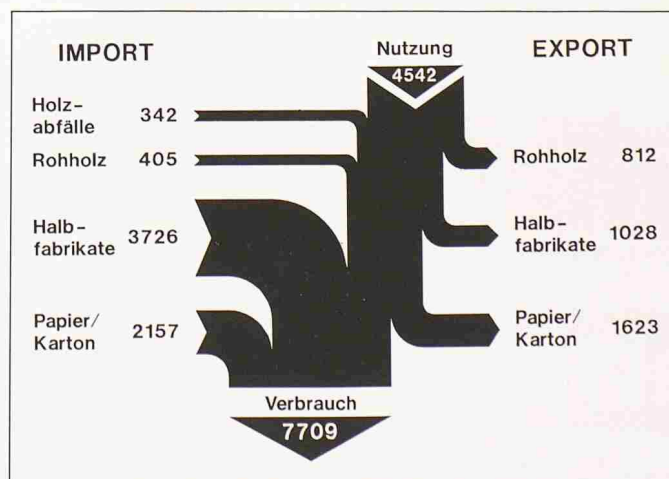 IMPORT
Nutzung
4542
EXPORT
Holz-
abfälle 342
Rohholz 405
Halb-
fabrikate 3726
Papier/
Karton 2157
Rohholz 812
Halb-
fabrikate 1028
Papier/
Karton 1623
Verbrauch
7709